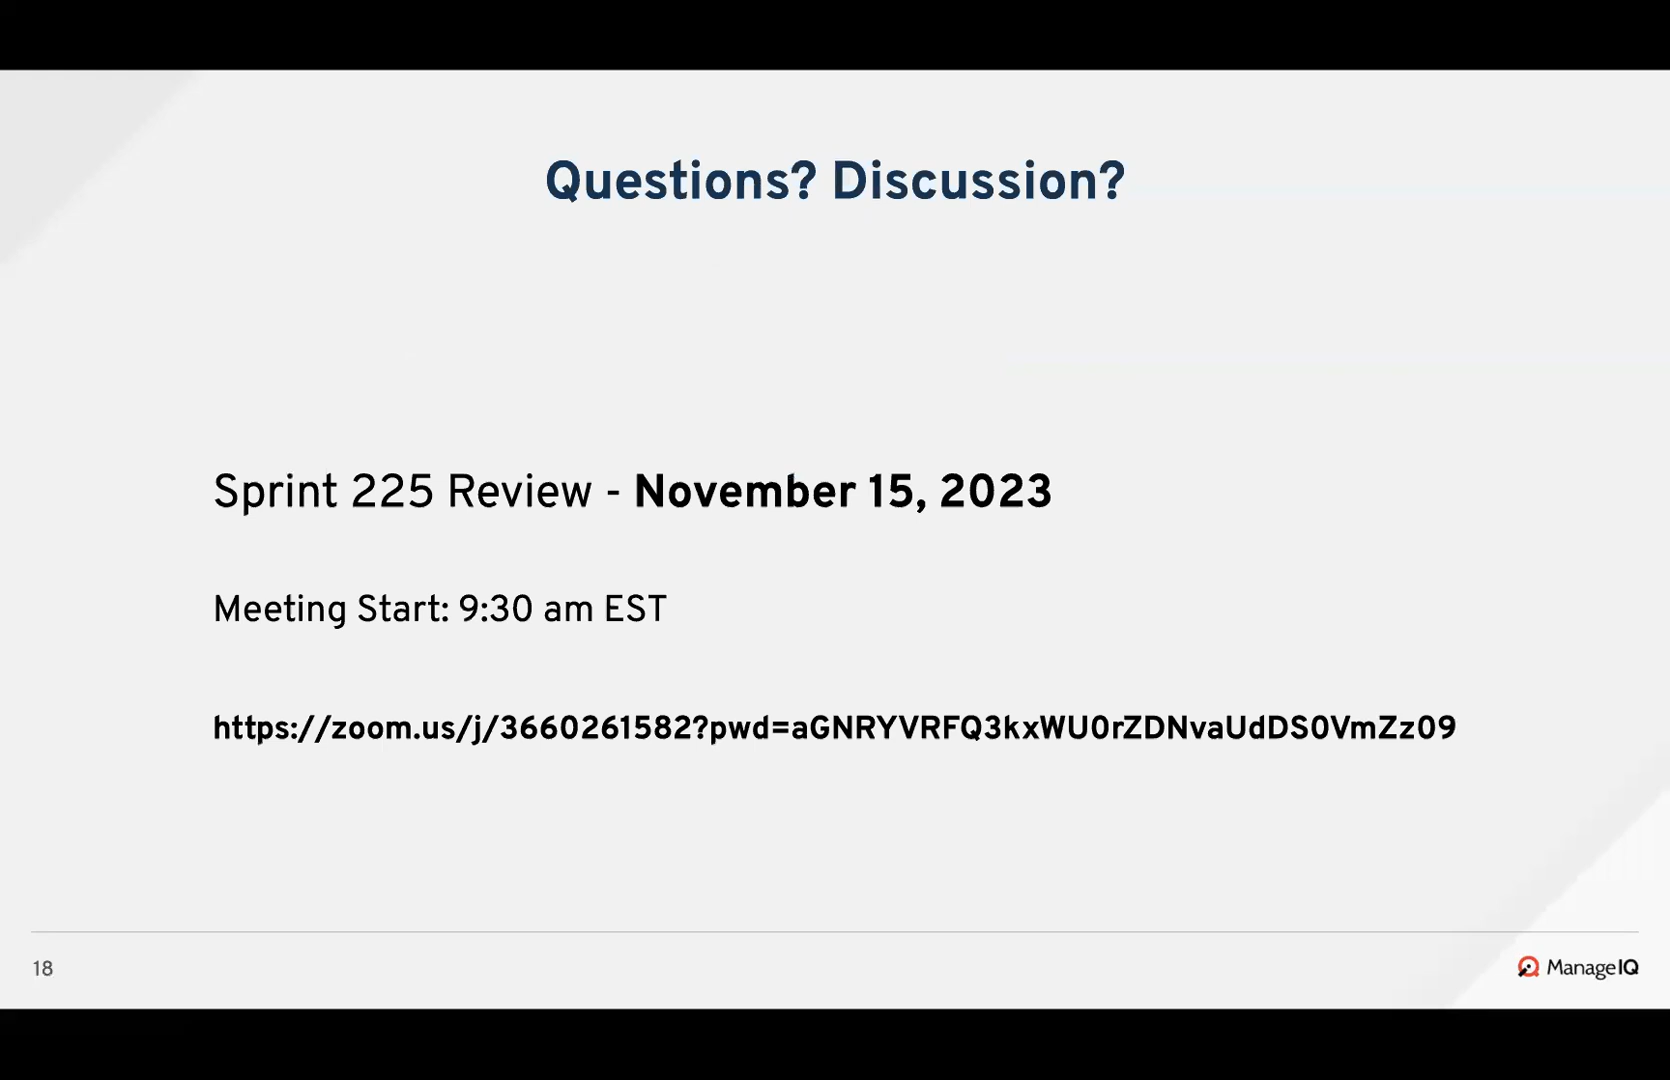 Questions? Discussion?
Sprint 225 Review - November 15, 2023
Meeting Start: 9:30 am EST
https://zoom.us/j/3660261582?pwd=aGNRYVRFQ3kxWU0rZDNvaUdDS0VmZz09
18
ManageIQ